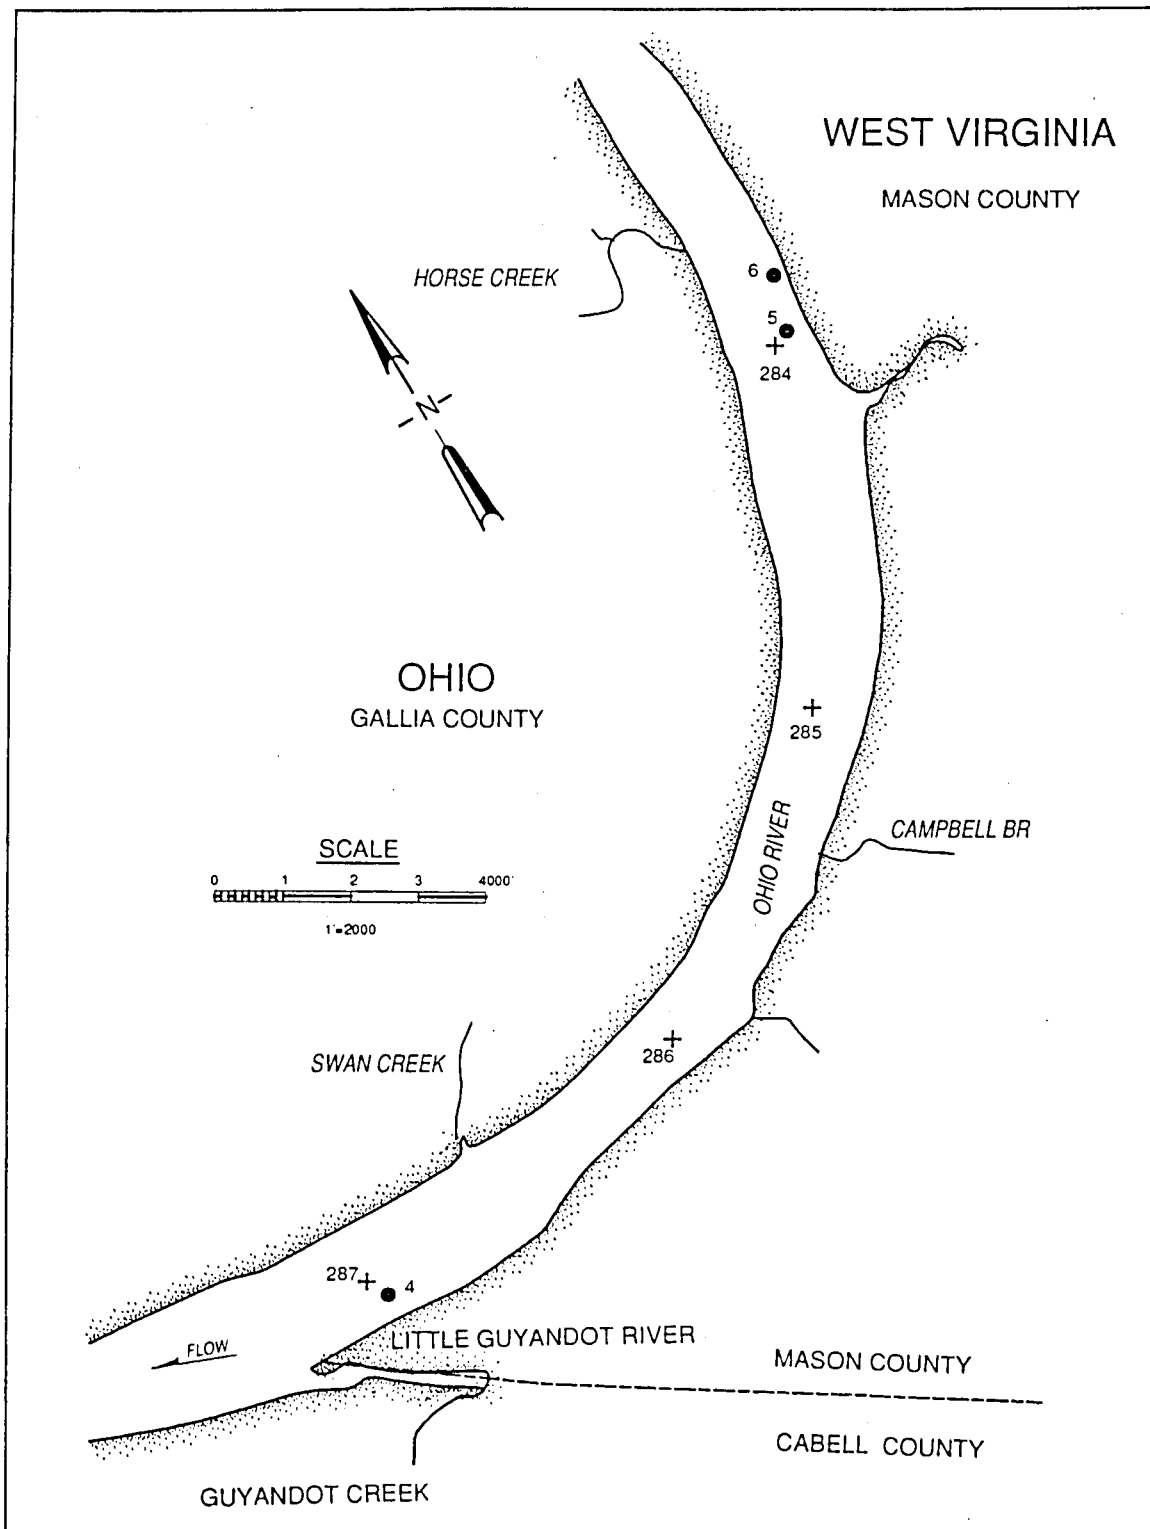 WEST VIRGINIA
MASON COUNTY
HORSE CREEK
6
5
284
N
OHIO
GALLIA COUNTY
285
SCALE
0 1 2 3 4000'
1"=2000
OHIO RIVER
CAMPBELL BR
SWAN CREEK
286
287
4
FLOW
LITTLE GUYANDOT RIVER
MASON COUNTY
CABELL COUNTY
GUYANDOT CREEK